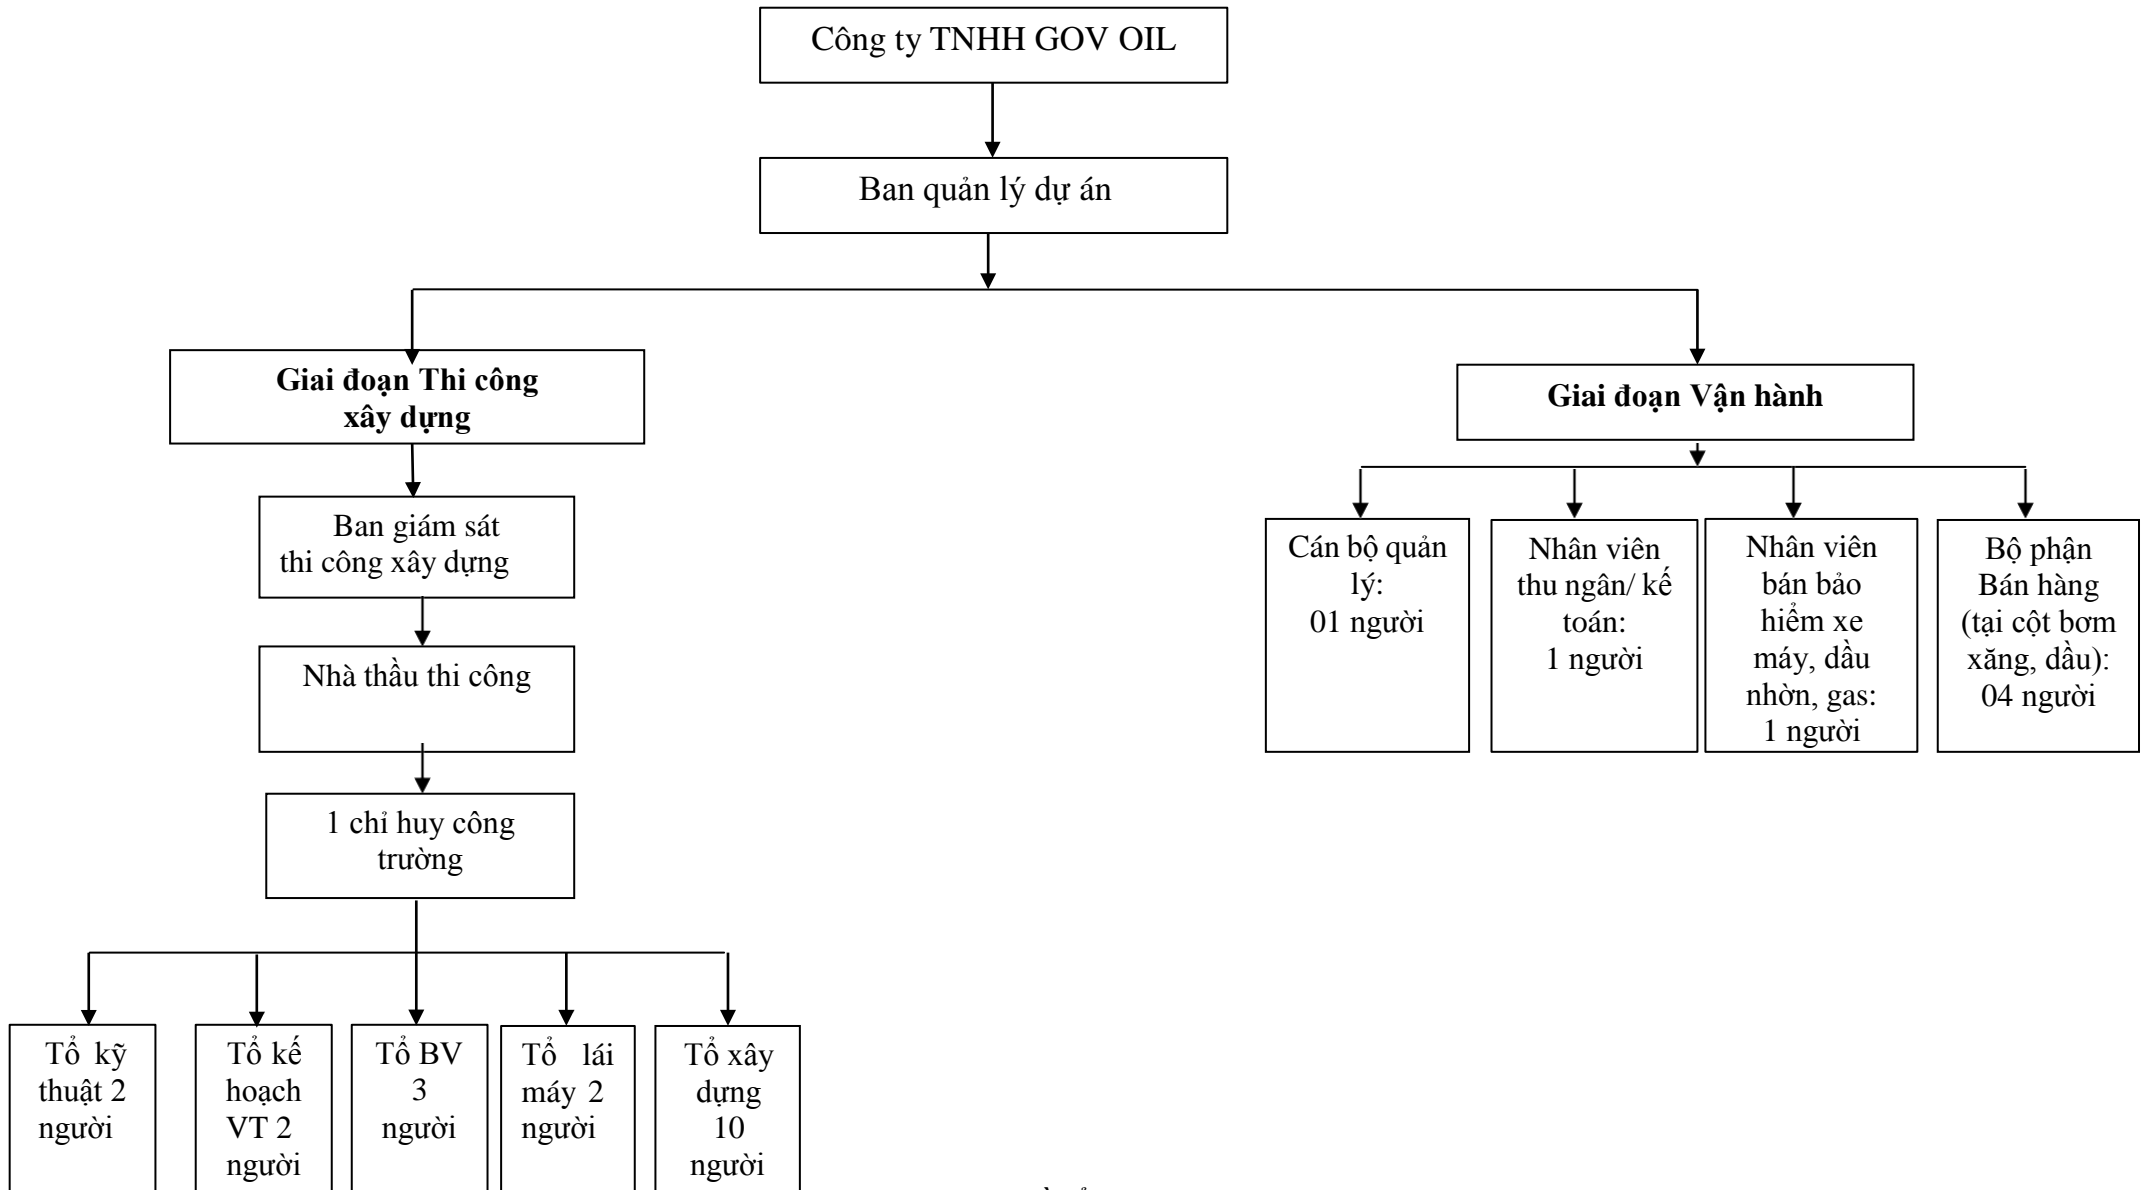 Công ty TNHH GOV OIL
Ban quản lý dự án
Giai đoạn Thi công
xây dựng
Giai đoạn Vận hành
Ban giám sát
thi công xây dựng
Nhà thầu thi công
1 chỉ huy công
trường
Cán bộ quản
lý:
01 người
Nhân viên
thu ngân/ kế
toán:
1 người
Nhân viên
bán bảo
hiểm xe
máy, dầu
nhờn, gas:
1 người
Bộ phận
Bán hàng
(tại cột bơm
xăng, dầu):
04 người
Tổ kỹ
thuật 2
người
Tổ kế
hoạch
VT 2
người
Tổ BV
3
người
Tổ lái
máy 2
người
Tổ xây
dựng
10
người